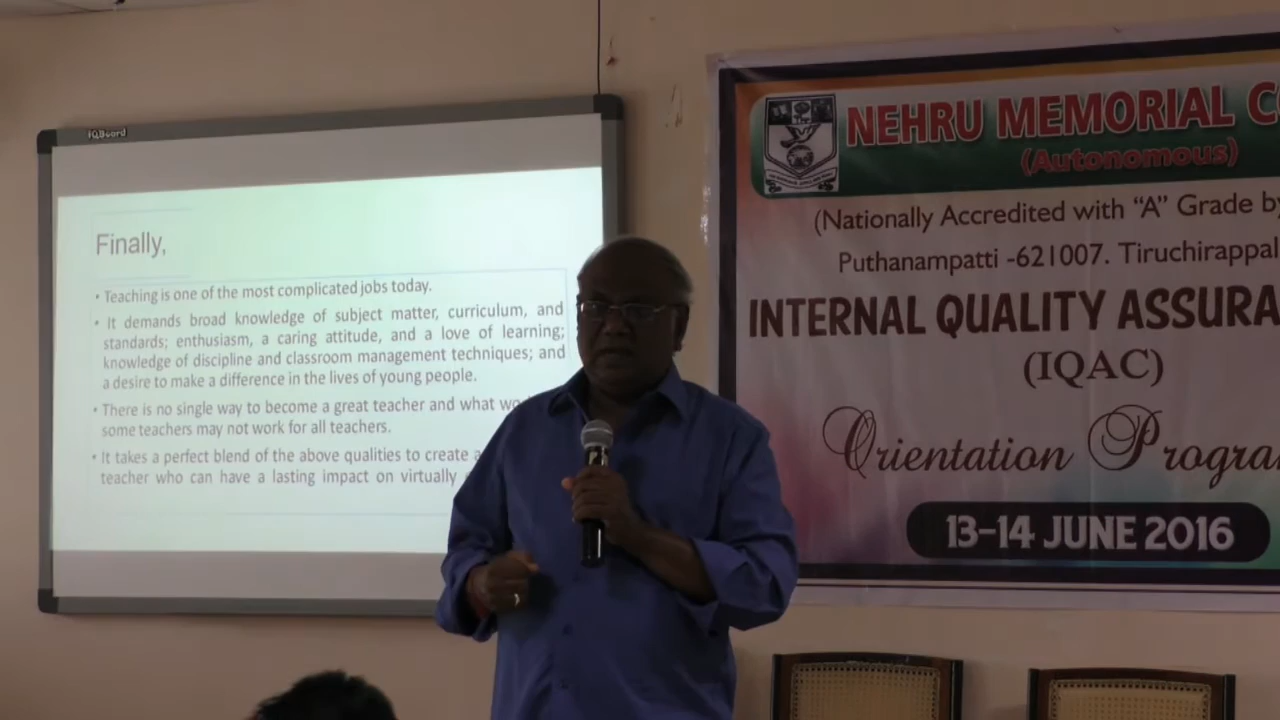 iQBoard
Finally,
• Teaching is one of the most complicated jobs today.
• It demands broad knowledge of subject matter, curriculum, and
standards; enthusiasm, a caring attitude, and a love of learning;
knowledge of discipline and classroom management techniques; and
a desire to make a difference in the lives of young people.
• There is no single way to become a great teacher and what
some teachers may not work for all teachers.
• It takes a perfect blend of the above qualities to create
teacher who can have a lasting impact on virtually
NEHRU MEMORIAL C
(Autonomous)
(Nationally Accredited with “A” Grade by
Puthanampatti -621007. Tiruchirappal
INTERNAL QUALITY ASSURA
(IQAC)
Orientation Progra
13-14 JUNE 2016